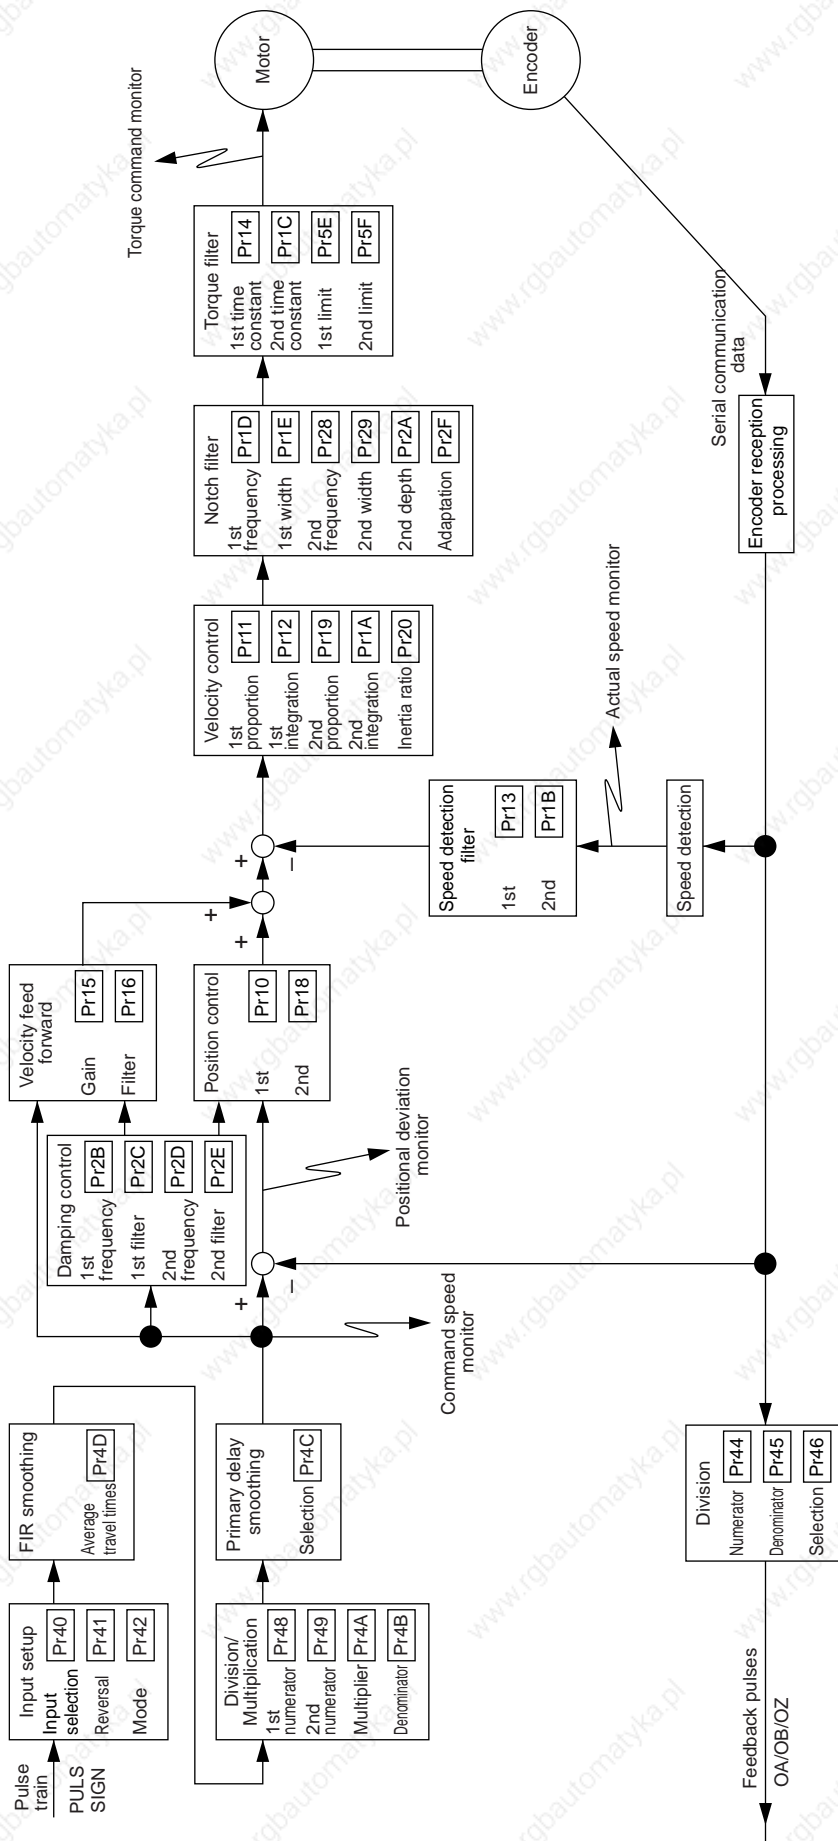 Pulse
train
PULS
SIGN
Input setup
Input
selection
Pr40
Reversal
Pr41
Mode
Pr42
FIR smoothing
Average
travel times
Pr4D
Division/
Multiplication
1st
numerator
Pr48
2nd
numerator
Pr49
Multiplier
Pr4A
Denominator
Pr4B
Primary delay
smoothing
Selection
Pr4C
Command speed
monitor
Damping control
1st
frequency
Pr2B
1st filter
Pr2C
2nd
frequency
Pr2D
2nd filter
Pr2E
+
−
Positional deviation
monitor
Velocity feed
forward
Gain
Pr15
Filter
Pr16
Position control
1st
Pr10
2nd
Pr18
+
+
+
−
Speed detection
filter
1st
Pr13
2nd
Pr1B
Speed detection
Actual speed monitor
Velocity control
1st
proportion
Pr11
1st
integration
Pr12
2nd
proportion
Pr19
2nd
integration
Pr1A
Inertia ratio
Pr20
Notch filter
1st
frequency
Pr1D
1st width
Pr1E
2nd
frequency
Pr28
2nd width
Pr29
2nd depth
Pr2A
Adaptation
Pr2F
Torque filter
1st time
constant
Pr14
2nd time
constant
Pr1C
1st limit
Pr5E
2nd limit
Pr5F
Torque command monitor
Motor
Encoder
Serial communication
data
Encoder reception
processing
Division
Numerator
Pr44
Denominator
Pr45
Selection
Pr46
Feedback pulses
OA/OB/OZ
www.rgbautomatyka.pl